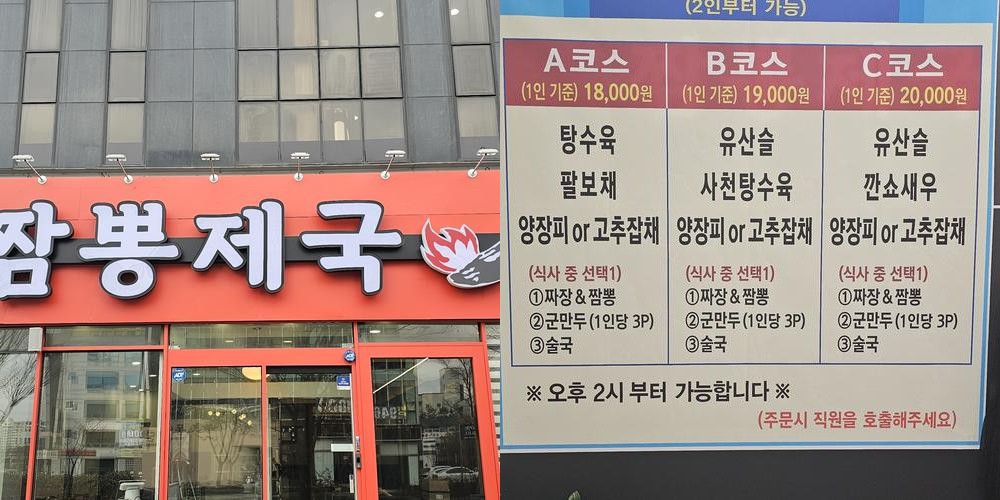 짬뽕제국
ADT
(2인부터 가능)
A코스
(1인 기준) 18,000원
탕수육
팔보채
양장피 or 고추잡채
(식사 중 선택1)
①짜장&짬뽕
②군만두(1인당 3P)
③술국
B코스
(1인 기준) 19,000원
유산슬
사천탕수육
양장피 or 고추잡채
(식사 중 선택1)
①짜장&짬뽕
②군만두(1인당 3P)
③술국
C코스
(1인 기준) 20,000원
유산슬
깐쇼새우
양장피 or 고추잡채
(식사 중 선택1)
①짜장&짬뽕
②군만두(1인당 3P)
③술국
※ 오후 2시 부터 가능합니다 ※
(주문시 직원을 호출해주세요)